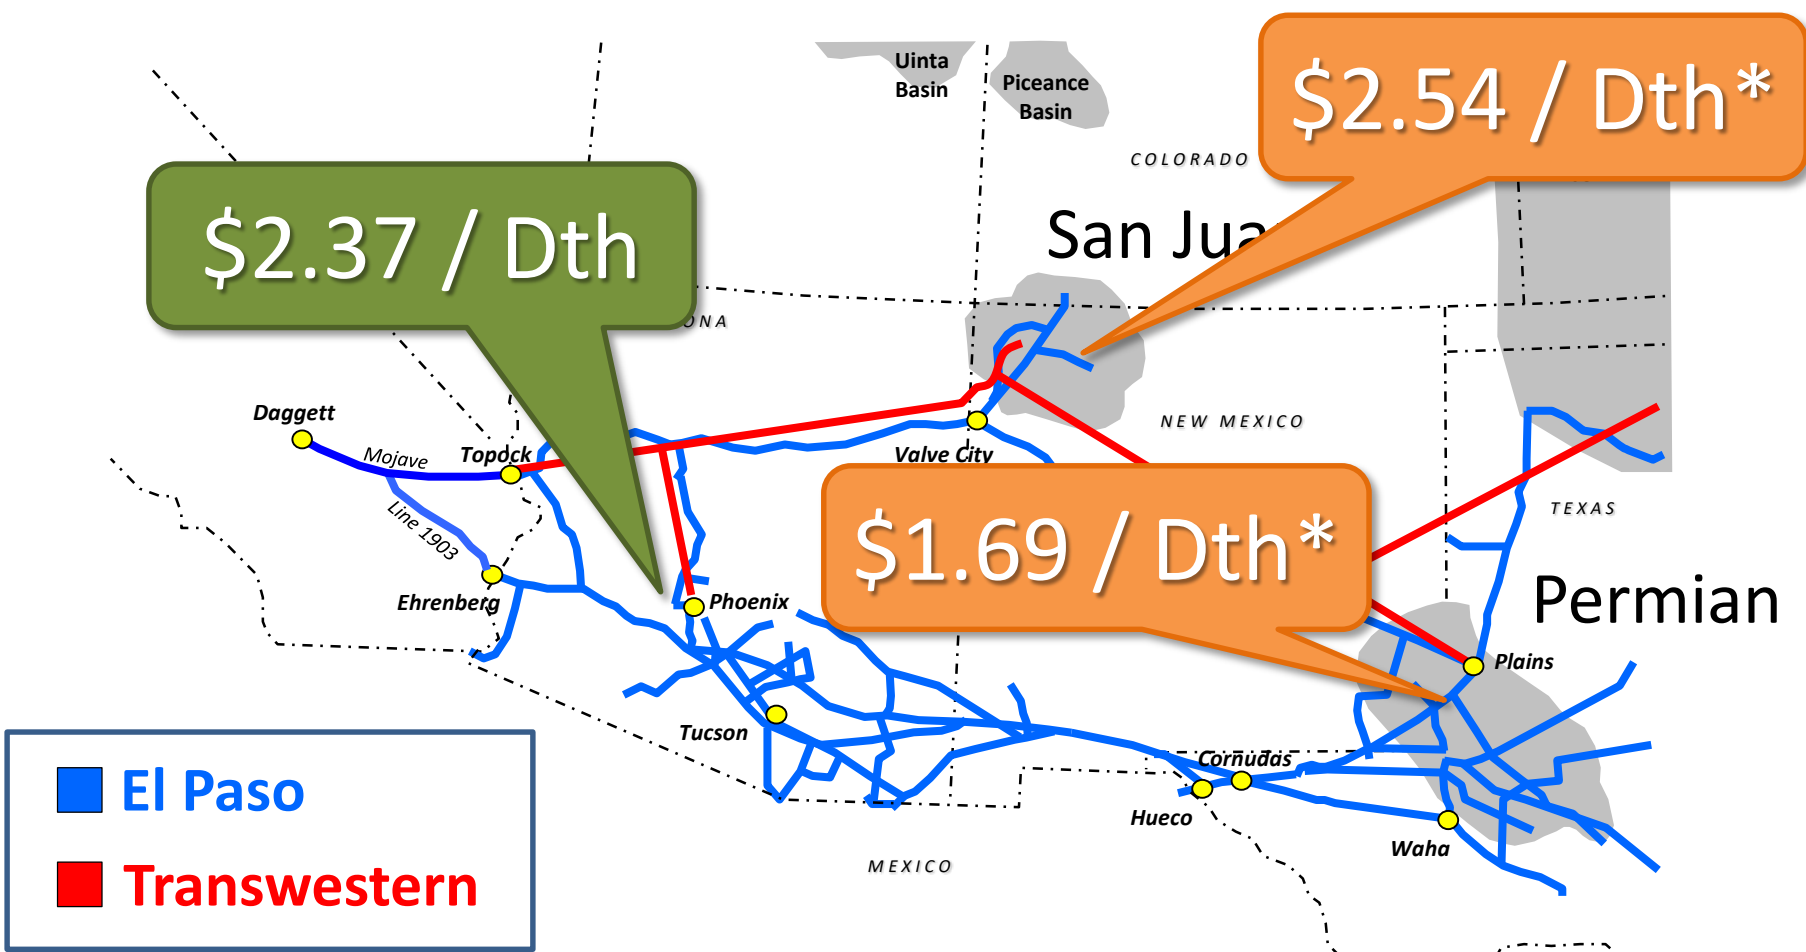 Uinta
Basin
Piceance
Basin
$2.54 / Dth*
COLORADO
$2.37 / Dth
San Jua
ONA
Daggett
Mojave
Topock
Line 1903
Valve City
NEW MEXICO
TEXAS
$1.69 / Dth*
Ehrenberg
Phoenix
Permian
Plains
Tucson
Cornudas
Hueco
Waha
MEXICO
El Paso
Transwestern